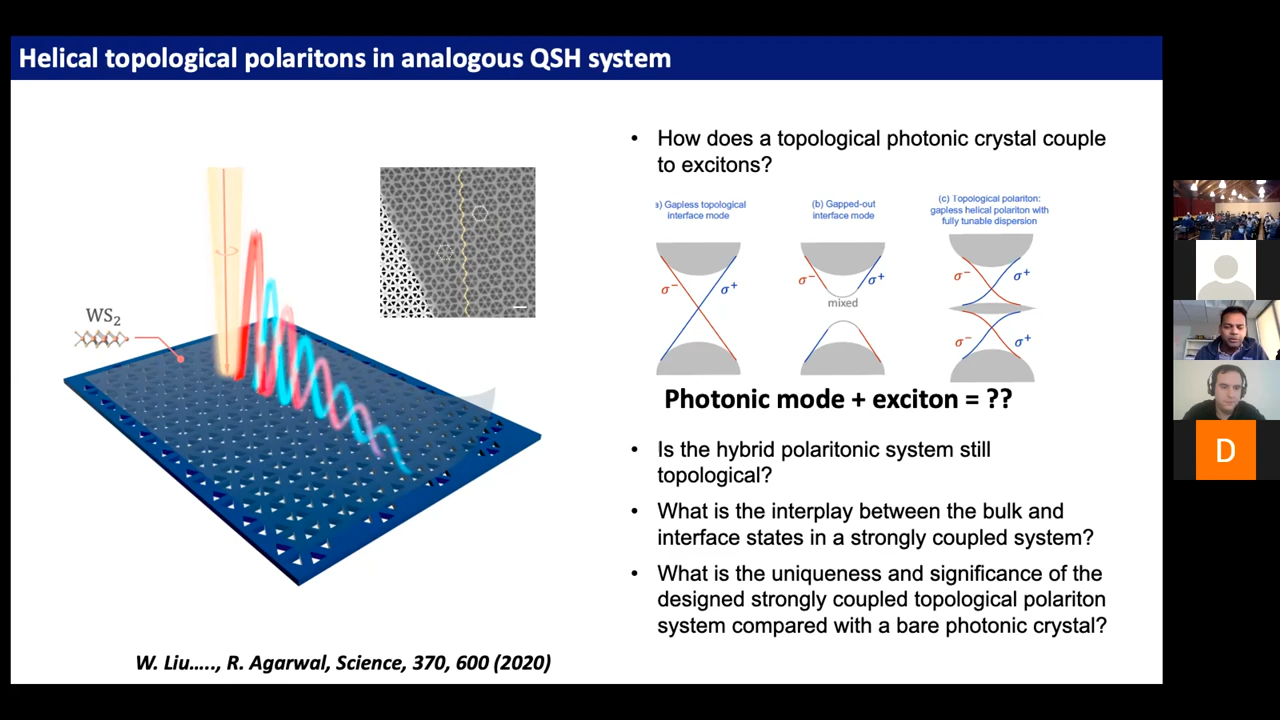 Helical topological polaritons in analogous QSH system
WS₂
• How does a topological photonic crystal couple
to excitons?
a) Gapless topological
interface mode
(b) Gapped-out
interface mode
(c) Topological polariton:
gapless helical polariton with
fully tunable dispersion
σ⁻
σ⁺
σ⁻
σ⁺
mixed
σ⁻
σ⁺
σ⁻
σ⁺
Photonic mode + exciton = ??
• Is the hybrid polaritonic system still
topological?
• What is the interplay between the bulk and
interface states in a strongly coupled system?
• What is the uniqueness and significance of the
designed strongly coupled topological polariton
system compared with a bare photonic crystal?
W. Liu....., R. Agarwal, Science, 370, 600 (2020)
D